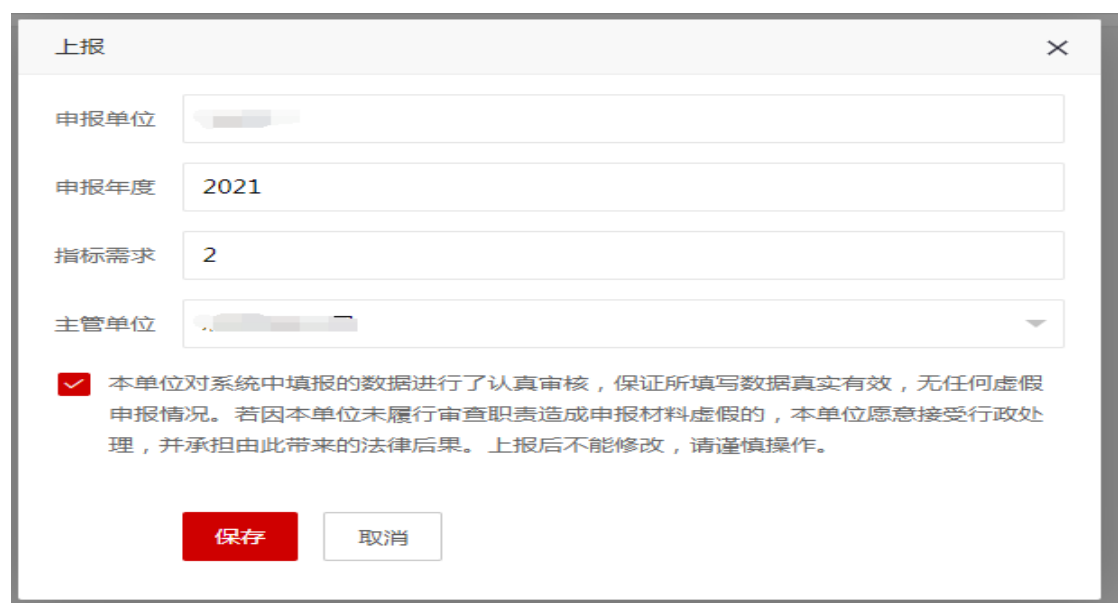 上报
申报单位
申报年度 2021
指标需求 2
主管单位
本单位对系统中填报的数据进行了认真审核，保证所填写数据真实有效，无任何虚假
申报情况。若因本单位未履行审查职责造成申报材料虚假的，本单位愿意接受行政处
理，并承担由此带来的法律后果。上报后不能修改，请谨慎操作。
保存 取消